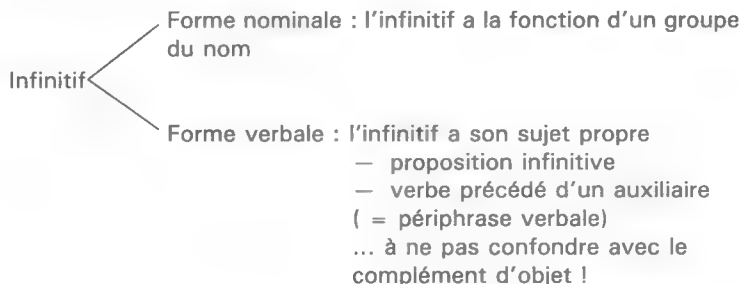 Forme nominale : l'infinitif a la fonction d'un groupe
du nom
Infinitif
Forme verbale : l'infinitif a son sujet propre
— proposition infinitive
— verbe précédé d'un auxiliaire
( = périphrase verbale)
... à ne pas confondre avec le
complément d'objet !